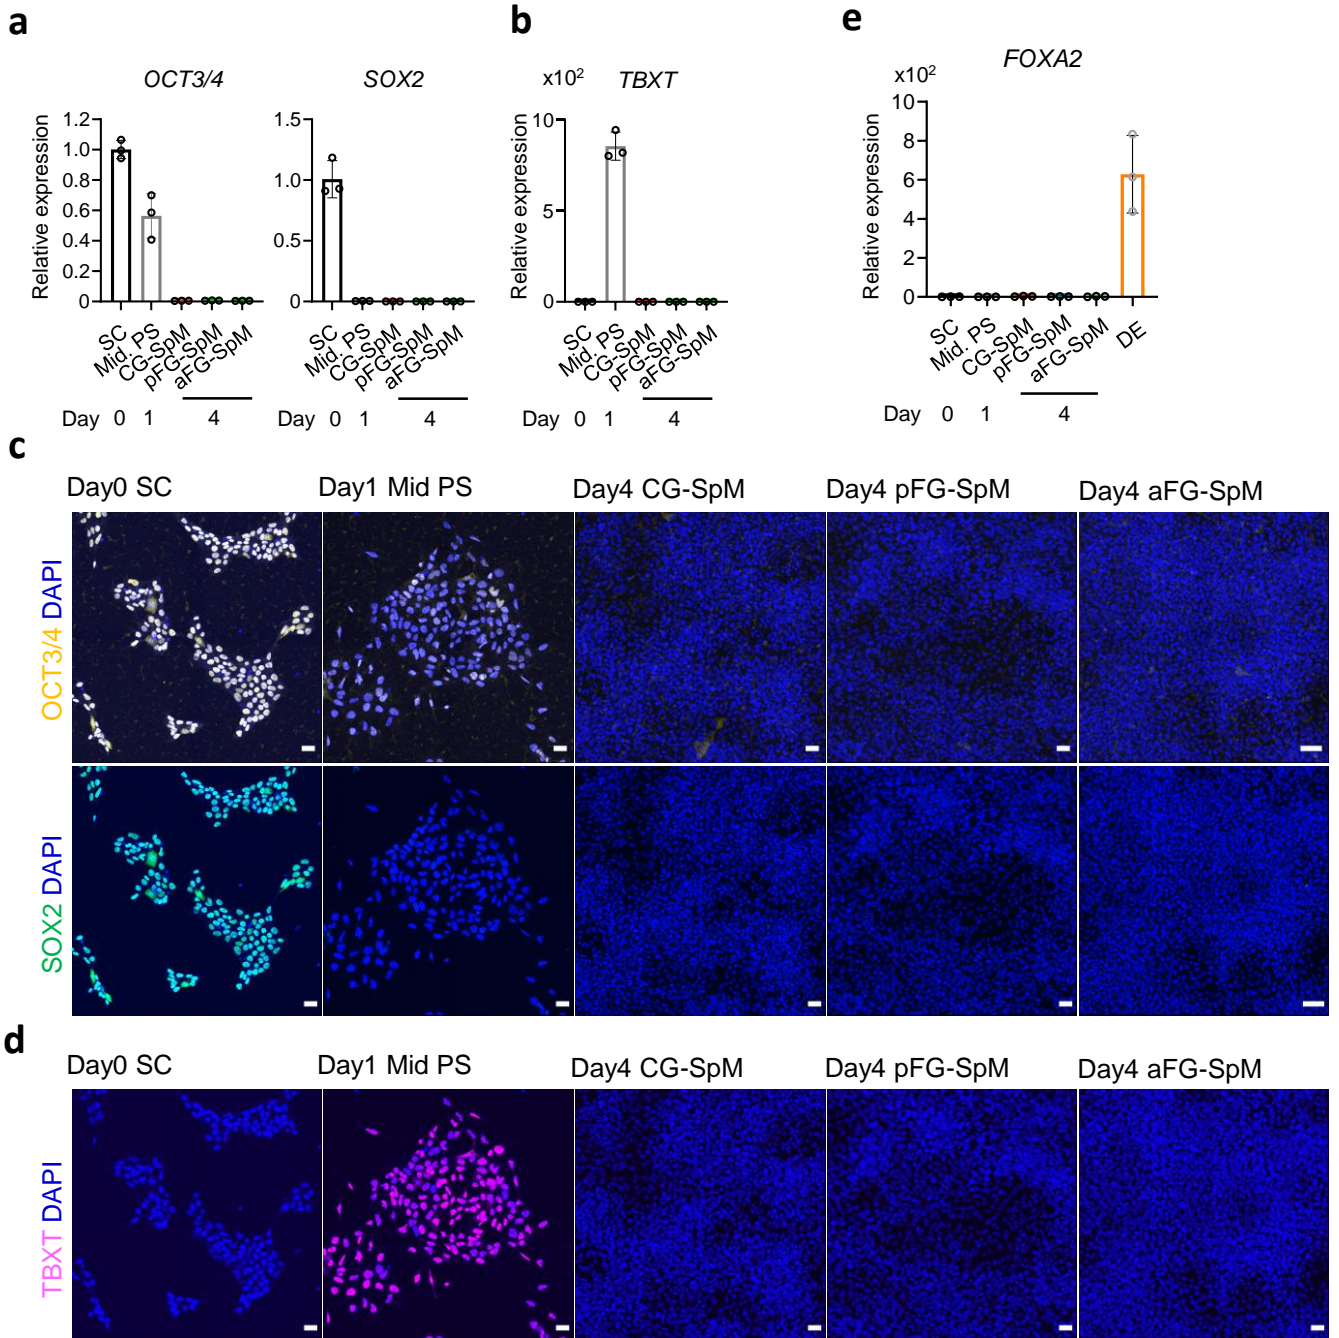 a
OCT3/4
SOX2
Relative expression
1.2
1.0
0.8
0.6
0.4
0.2
0
1.5
1.0
0.5
0
SC
Mid. PS
CG-SpM
pFG-SpM
aFG-SpM
SC
Mid. PS
CG-SpM
pFG-SpM
aFG-SpM
Day 0 1 4
Day 0 1 4
b
x10²
TBXT
Relative expression
10
5
0
SC
Mid. PS
CG-SpM
pFG-SpM
aFG-SpM
Day 0 1 4
e
FOXA2
x10²
Relative expression
10
8
6
4
2
0
SC
Mid. PS
CG-SpM
pFG-SpM
aFG-SpM
DE
Day 0 1 4
c
Day0 SC
Day1 Mid PS
Day4 CG-SpM
Day4 pFG-SpM
Day4 aFG-SpM
OCT3/4 DAPI
SOX2 DAPI
d
Day0 SC
Day1 Mid PS
Day4 CG-SpM
Day4 pFG-SpM
Day4 aFG-SpM
TBXT DAPI